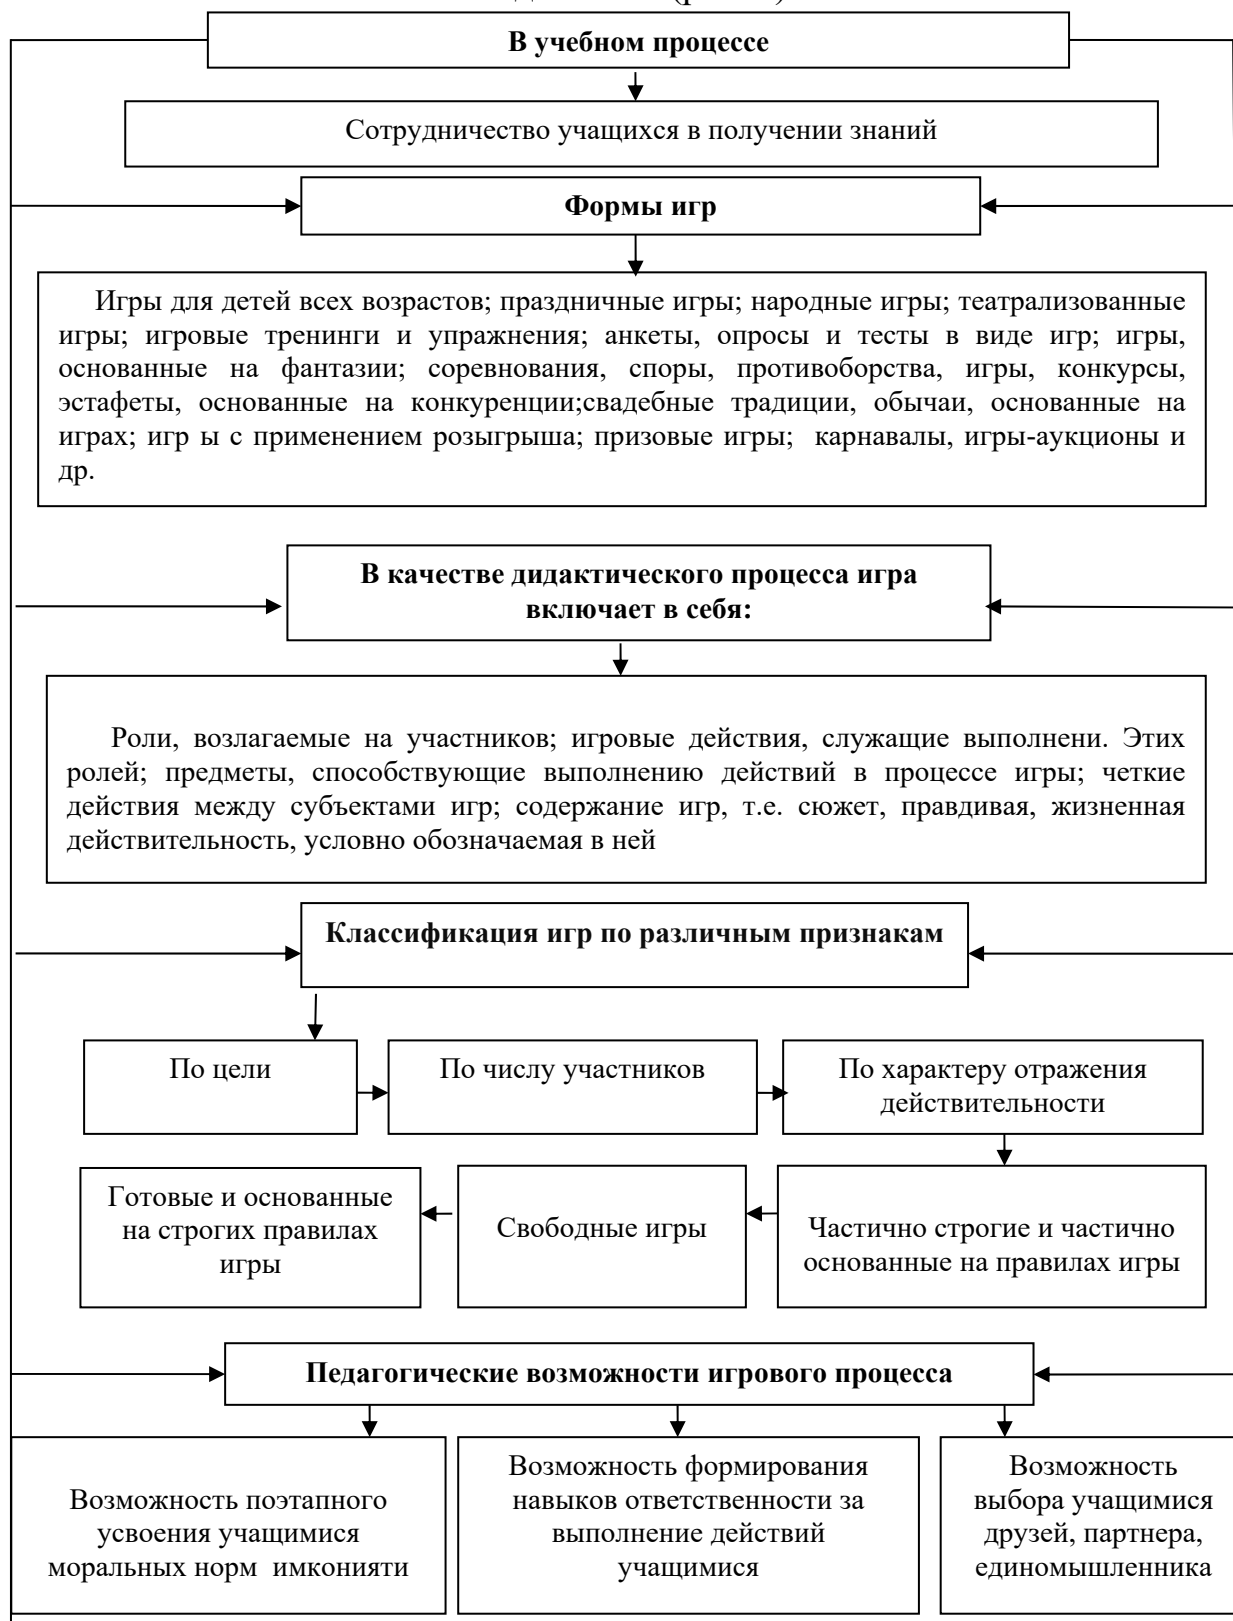 В учебном процессе
Сотрудничество учащихся в получении знаний
Формы игр
Игры для детей всех возрастов; праздничные игры; народные игры; театрализованные
игры; игровые тренинги и упражнения; анкеты, опросы и тесты в виде игр; игры,
основанные на фантазии; соревнования, споры, противоборства, игры, конкурсы,
эстафеты, основанные на конкуренции;свадебные традиции, обычаи, основанные на
играх; игр ы с применением розыгрыша; призовые игры; карнавалы, игры-аукционы и
др.
В качестве дидактического процесса игра
включает в себя:
Роли, возлагаемые на участников; игровые действия, служащие выполнени. Этих
ролей; предметы, способствующие выполнению действий в процессе игры; четкие
действия между субъектами игр; содержание игр, т.е. сюжет, правдивая, жизненная
действительность, условно обозначаемая в ней
Классификация игр по различным признакам
По цели
По числу участников
По характеру отражения
действительности
Готовые и основанные
на строгих правилах
игры
Свободные игры
Частично строгие и частично
основанные на правилах игры
Педагогические возможности игрового процесса
Возможность поэтапного
усвоения учащимися
моральных норм имконияти
Возможность формирования
навыков ответственности за
выполнение действий
учащимися
Возможность
выбора учащимися
друзей, партнера,
единомышленника